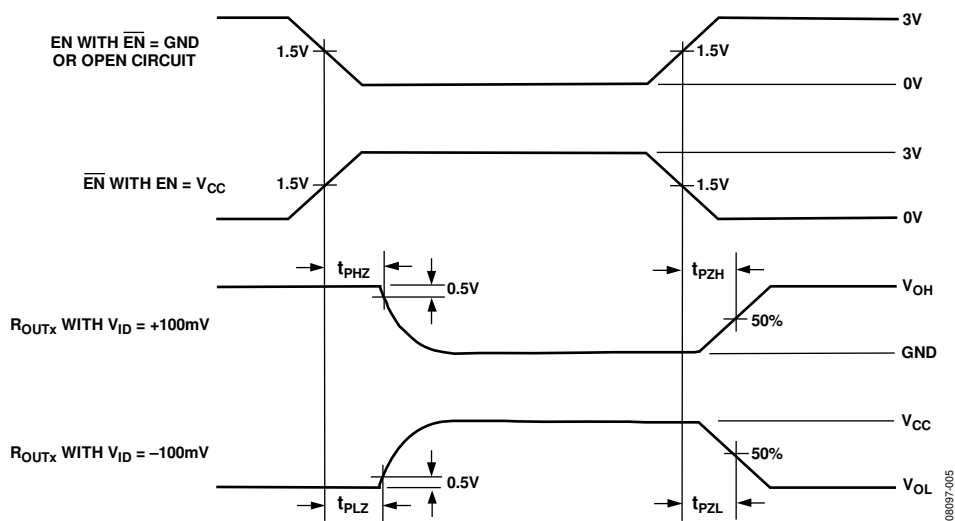 EN WITH EN = GND
OR OPEN CIRCUIT
1.5V
1.5V
3V
0V
EN WITH EN = VCC
1.5V
1.5V
3V
0V
tPHZ
0.5V
tPZH
VOH
ROUTx WITH VID = +100mV
50%
GND
VCC
ROUTx WITH VID = –100mV
50%
0.5V
VOL
tPLZ
tPZL
08097-005